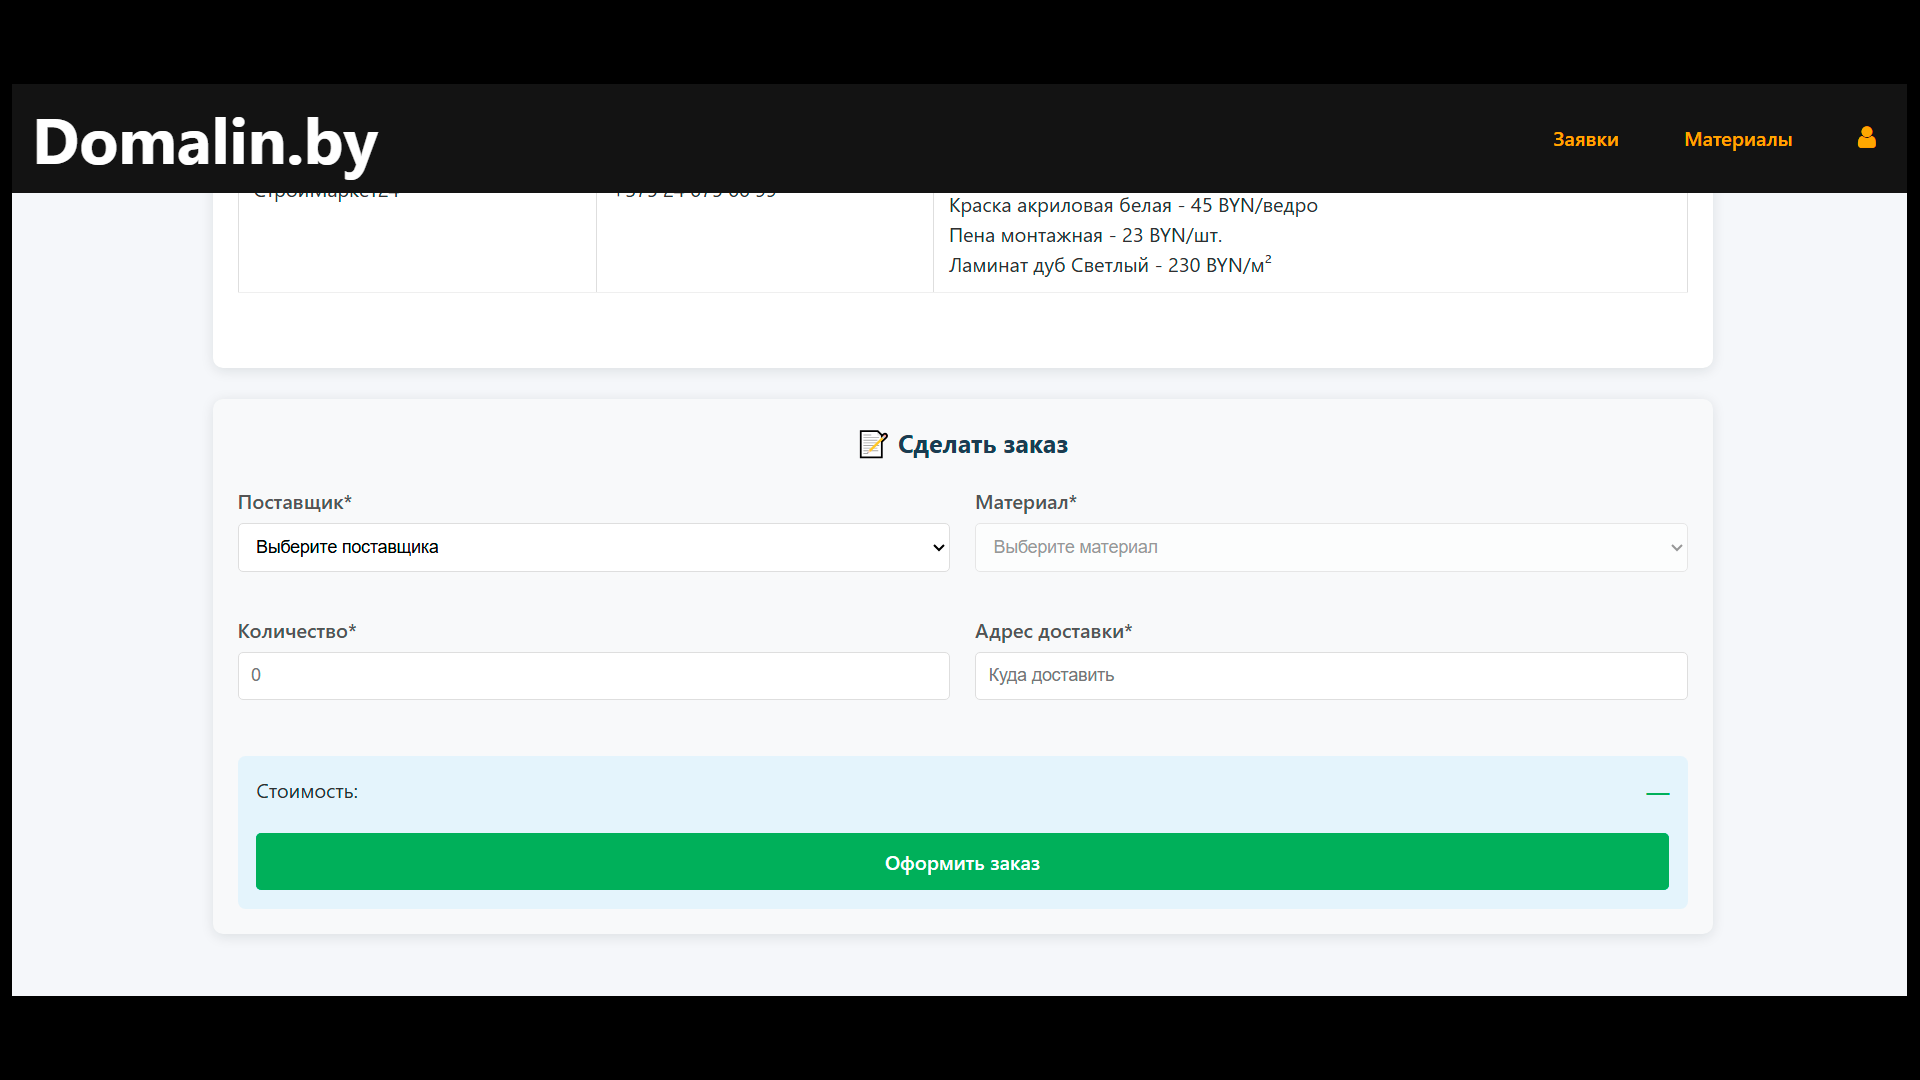 Domalin.by
Заявки
Материалы
Краска акриловая белая - 45 BYN/ведро
Пена монтажная - 23 BYN/шт.
Ламинат дуб Светлый - 230 BYN/м²
Сделать заказ
Поставщик*
Материал*
Выберите поставщика
Выберите материал
Количество*
Адрес доставки*
0
Куда доставить
Стоимость:
—
Оформить заказ